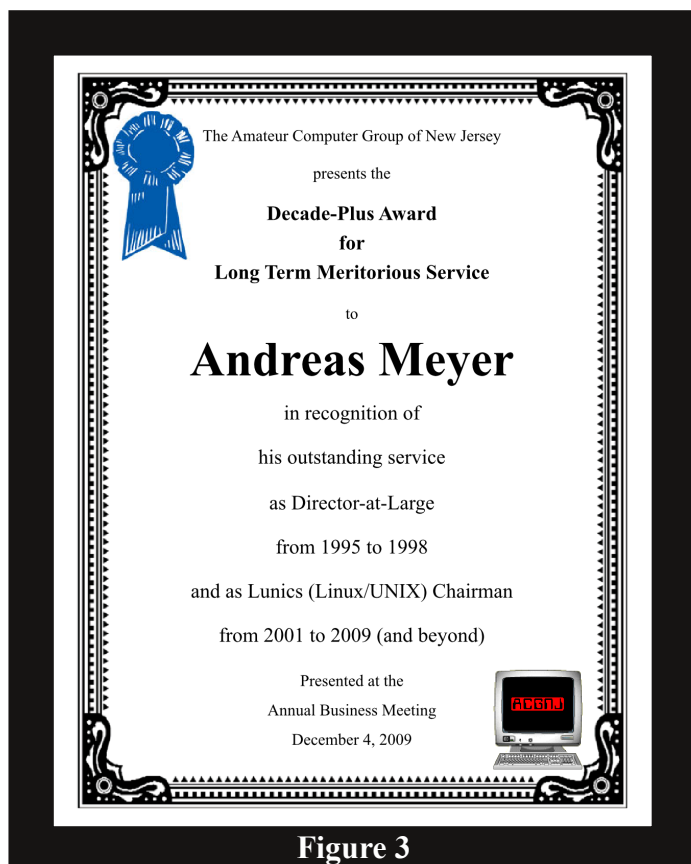 The Amateur Computer Group of New Jersey
presents the
Decade-Plus Award
for
Long Term Meritorious Service
to
Andreas Meyer
in recognition of
his outstanding service
as Director-at-Large
from 1995 to 1998
and as Lunics (Linux/UNIX) Chairman
from 2001 to 2009 (and beyond)
Presented at the
Annual Business Meeting
December 4, 2009
ACGNJ
Figure 3